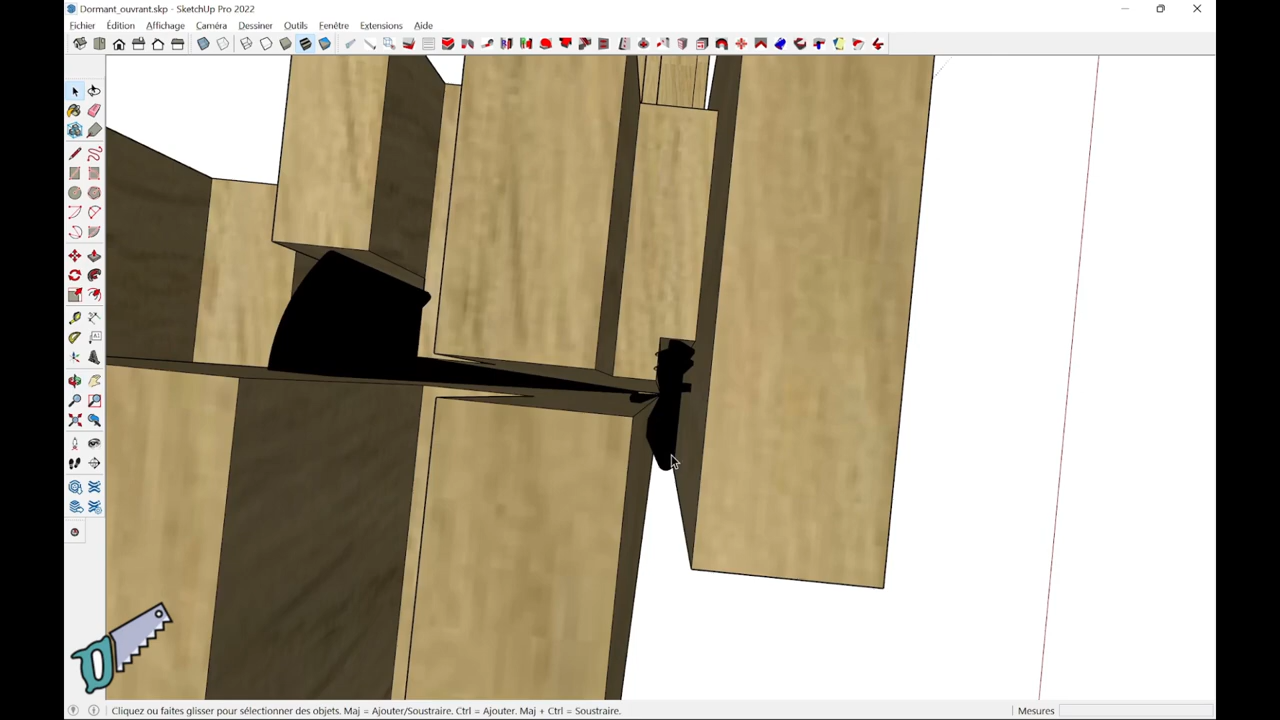 Dormant_ouvrant.skp - SketchUp Pro 2022
Fichier Édition Affichage Caméra Dessiner Outils Fenêtre Extensions Aide
Cliquez ou faites glisser pour sélectionner des objets. Maj = Ajouter/Soustraire. Ctrl = Ajouter. Maj + Ctrl = Soustraire.
Mesures